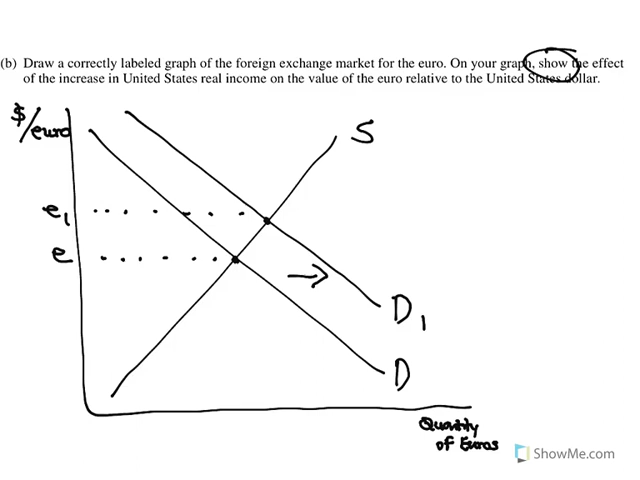 (b) Draw a correctly labeled graph of the foreign exchange market for the euro. On your graph, show the effect
of the increase in United States real income on the value of the euro relative to the United States dollar.
$/euro
S
e1
e
D1
D
Quantity
of Euros
ShowMe.com